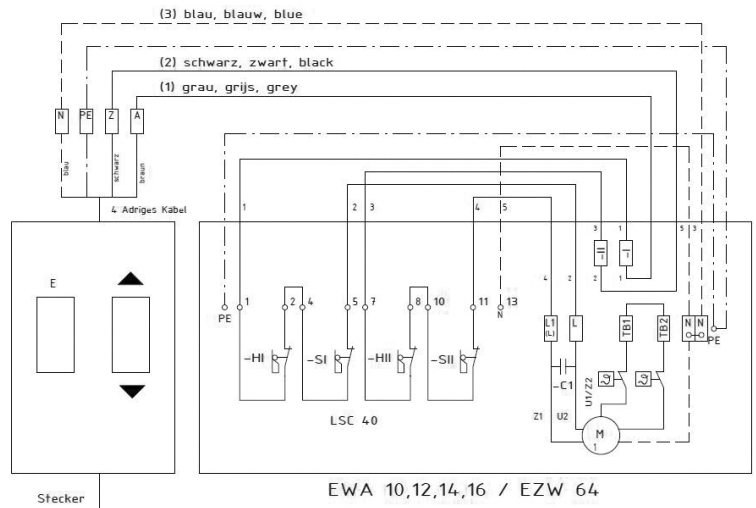 (3) blau, blauw, blue
(2) schwarz, zwart, black
(1) grau, grijs, grey
N PE Z A
blau
schwarz
braun
4 Adriges Kabel
1 2 3 4 5
3 1 5 3
-II -I
2 1
E
4 2
PE 1 2 4 5 7 8 10 11 13
N
L1 (L)
L
TB1
TB2
N N
PE
-HI
-SI
-HII
-SII
-C1
U1/Z2
Z1 U2
M
1
LSC 40
Stecker
EWA 10,12,14,16 / EZW 64